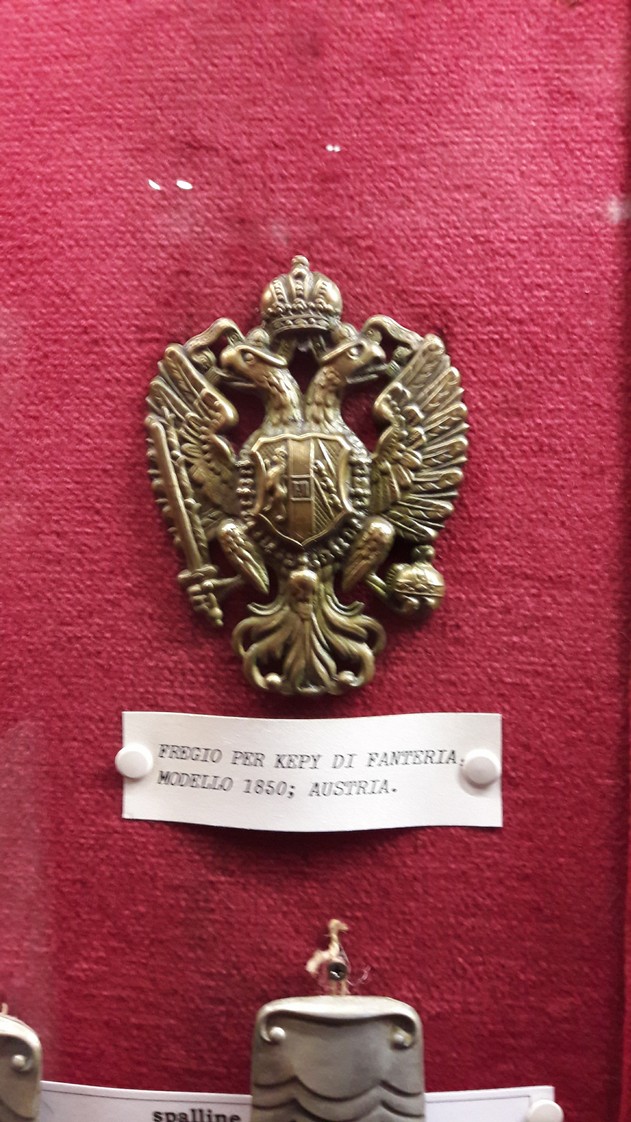 FREGIO PER KEPY DI FANTERIA,
MODELLO 1850; AUSTRIA.
spalline